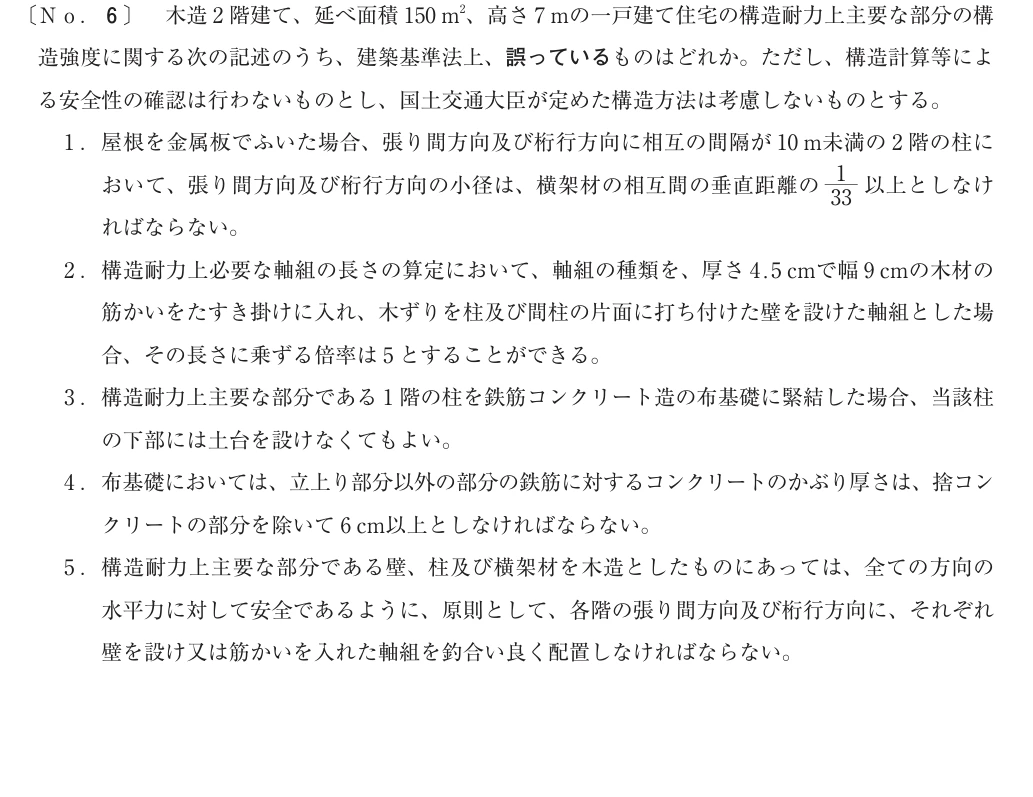 〔Ｎｏ．６〕　木造２階建て、延べ面積 150 m²、高さ７ｍの一戸建て住宅の構造耐力上主要な部分の構
造強度に関する次の記述のうち、建築基準法上、誤っているものはどれか。ただし、構造計算等によ
る安全性の確認は行わないものとし、国土交通大臣が定めた構造方法は考慮しないものとする。
１．屋根を金属板でふいた場合、張り間方向及び桁行方向に相互の間隔が 10 m未満の２階の柱に
おいて、張り間方向及び桁行方向の小径は、横架材の相互間の垂直距離の 1/33 以上としなけ
ればならない。
２．構造耐力上必要な軸組の長さの算定において、軸組の種類を、厚さ 4.5 cmで幅９cmの木材の
筋かいをたすき掛けに入れ、木ずりを柱及び間柱の片面に打ち付けた壁を設けた軸組とした場
合、その長さに乗ずる倍率は５とすることができる。
３．構造耐力上主要な部分である１階の柱を鉄筋コンクリート造の布基礎に緊結した場合、当該柱
の下部には土台を設けなくてもよい。
４．布基礎においては、立上り部分以外の部分の鉄筋に対するコンクリートのかぶり厚さは、捨コン
クリートの部分を除いて６cm以上としなければならない。
５．構造耐力上主要な部分である壁、柱及び横架材を木造としたものにあっては、全ての方向の
水平力に対して安全であるように、原則として、各階の張り間方向及び桁行方向に、それぞれ
壁を設け又は筋かいを入れた軸組を釣合い良く配置しなければならない。